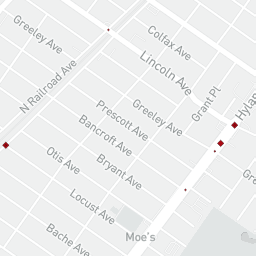 Greeley Ave
Colfax Ave
Lincoln Ave
N Railroad Ave
Prescott Ave
Greeley Ave
Grant Pl
Hylan
Bancroft Ave
Otis Ave
Bryant Ave
Gre
Locust Ave
Moe's
Bache Ave